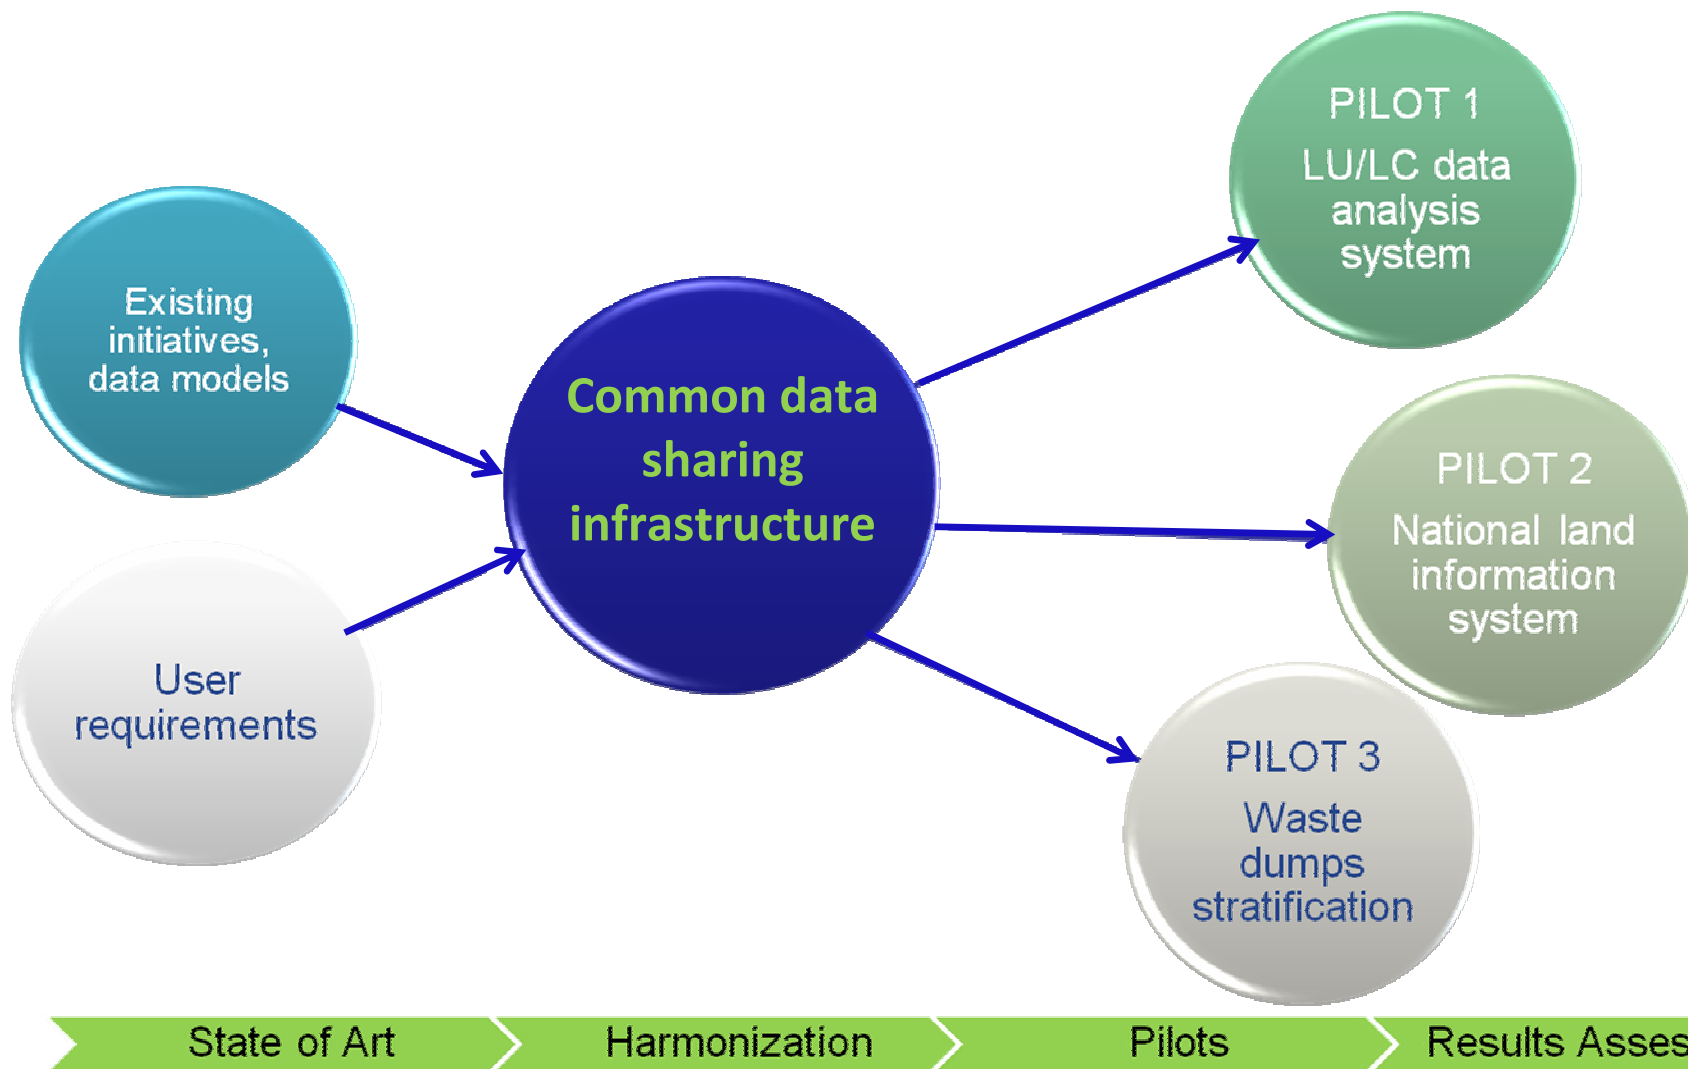 Existing
initiatives,
data models
User
requirements
Common data
sharing
infrastructure
PILOT 1
LU/LC data
analysis
system
PILOT 2
National land
information
system
PILOT 3
Waste
dumps
stratification
State of Art
Harmonization
Pilots
Results Asses